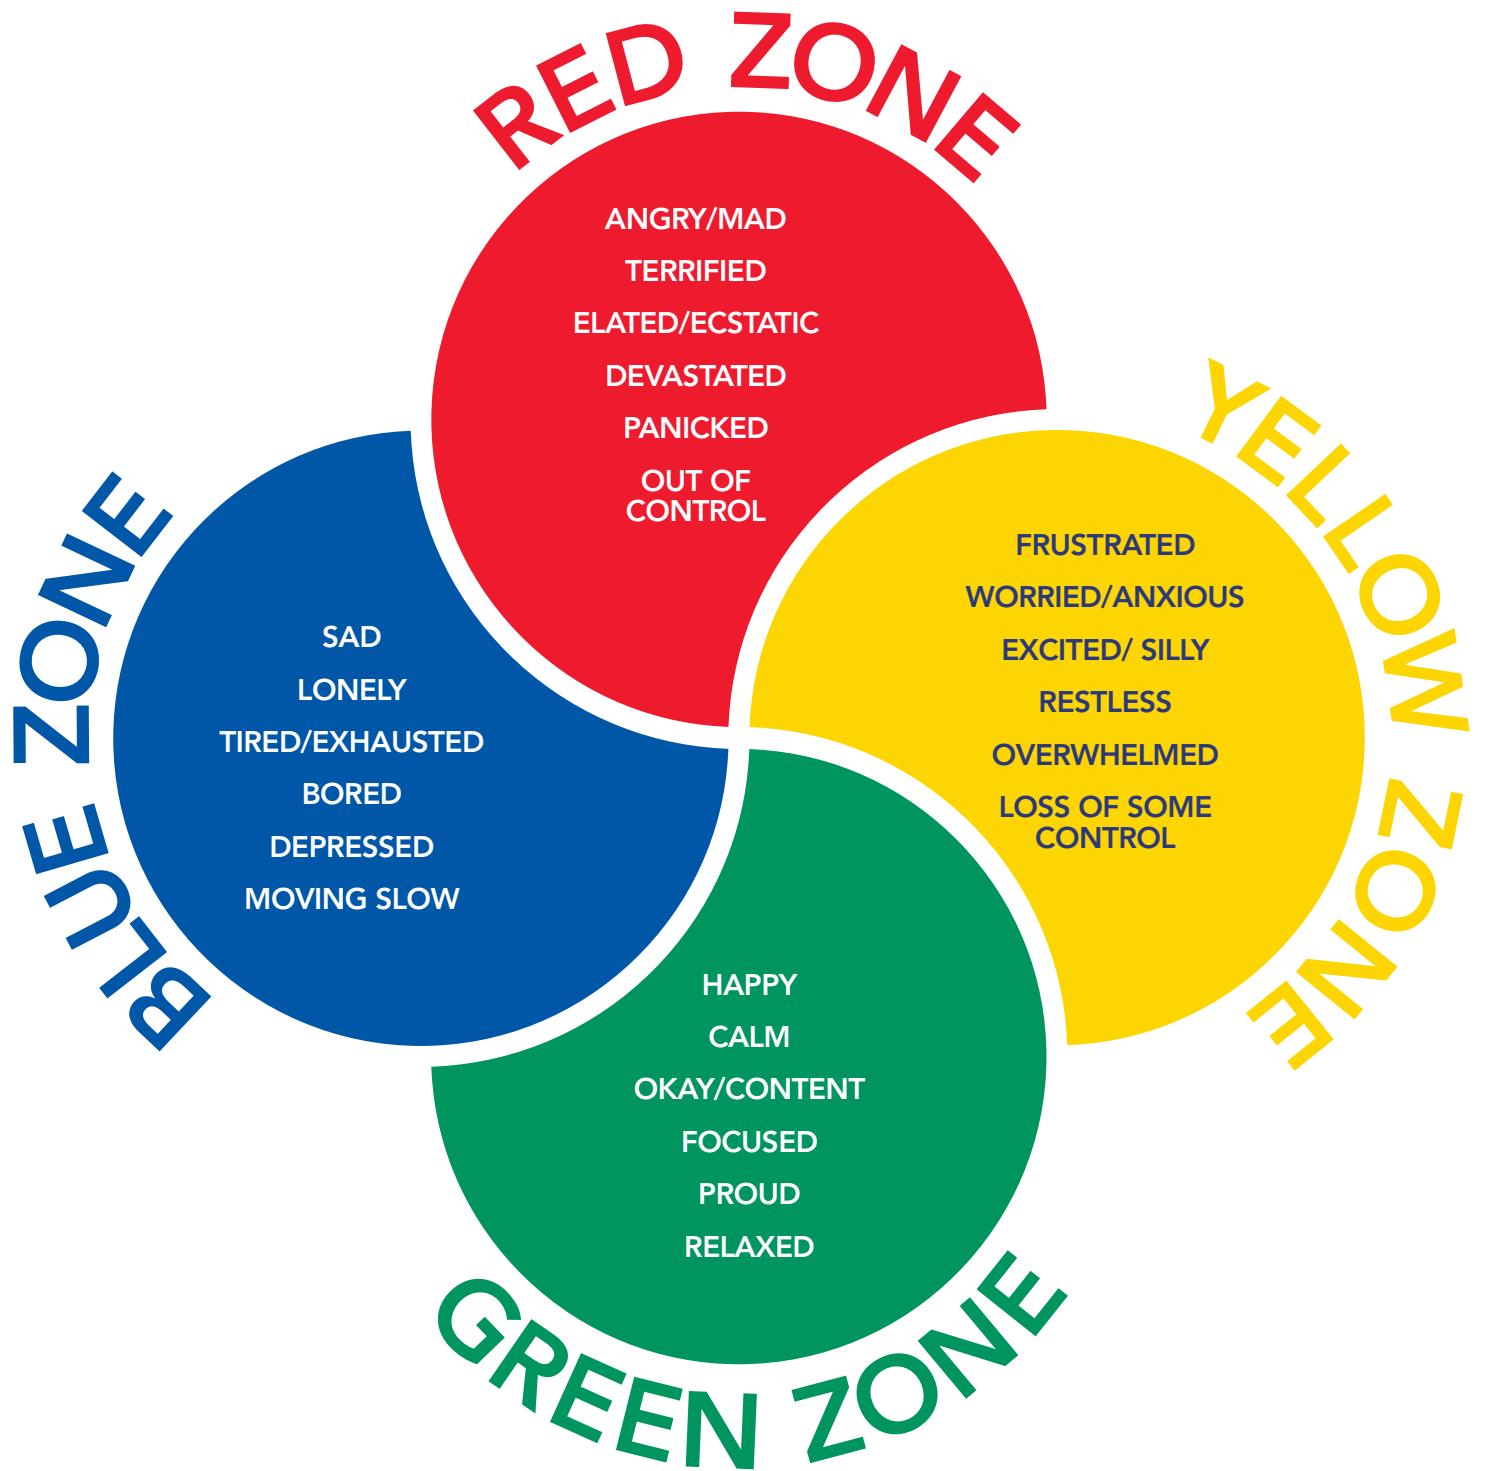 RED ZONE
ANGRY/MAD
TERRIFIED
ELATED/ECSTATIC
DEVASTATED
PANICKED
OUT OF
CONTROL
YELLOW ZONE
FRUSTRATED
WORRIED/ANXIOUS
EXCITED/ SILLY
RESTLESS
OVERWHELMED
LOSS OF SOME
CONTROL
BLUE ZONE
SAD
LONELY
TIRED/EXHAUSTED
BORED
DEPRESSED
MOVING SLOW
HAPPY
CALM
OKAY/CONTENT
FOCUSED
PROUD
RELAXED
GREEN ZONE